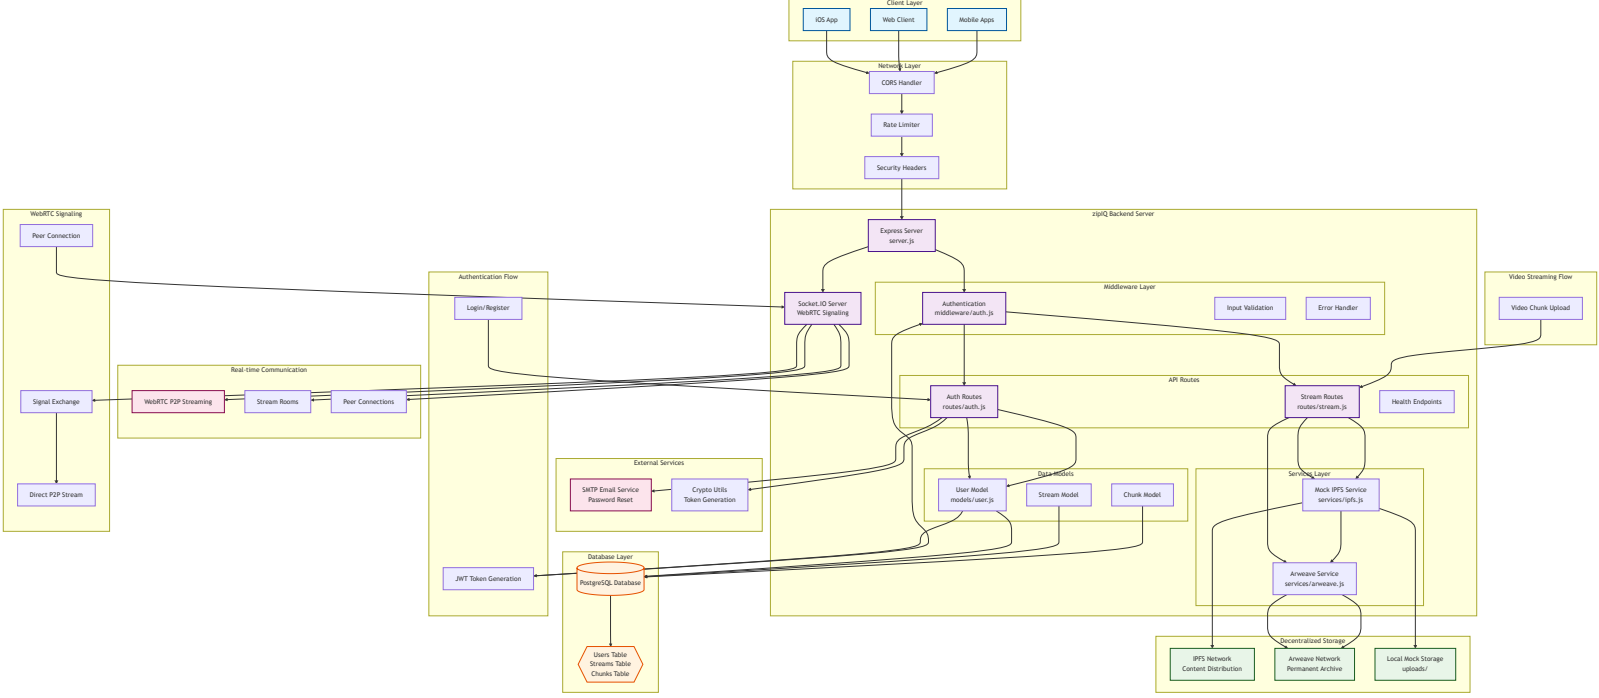 Client Layer
iOS App
Web Client
Mobile Apps
Network Layer
CORS Handler
Rate Limiter
Security Headers
WebRTC Signaling
Peer Connection
Signal Exchange
Direct P2P Stream
Real-time Communication
WebRTC P2P Streaming
Stream Rooms
Peer Connections
Authentication Flow
Login/Register
JWT Token Generation
External Services
SMTP Email Service
Password Reset
Crypto Utils
Token Generation
Database Layer
PostgreSQL Database
Users Table
Streams Table
Chunks Table
zipIQ Backend Server
Express Server
server.js
Socket.IO Server
WebRTC Signaling
Middleware Layer
Authentication
middleware/auth.js
Input Validation
Error Handler
API Routes
Auth Routes
routes/auth.js
Stream Routes
routes/stream.js
Health Endpoints
Data Models
User Model
models/user.js
Stream Model
Chunk Model
Services Layer
Mock IPFS Service
services/ipfs.js
Arweave Service
services/arweave.js
Video Streaming Flow
Video Chunk Upload
Decentralized Storage
IPFS Network
Content Distribution
Arweave Network
Permanent Archive
Local Mock Storage
uploads/